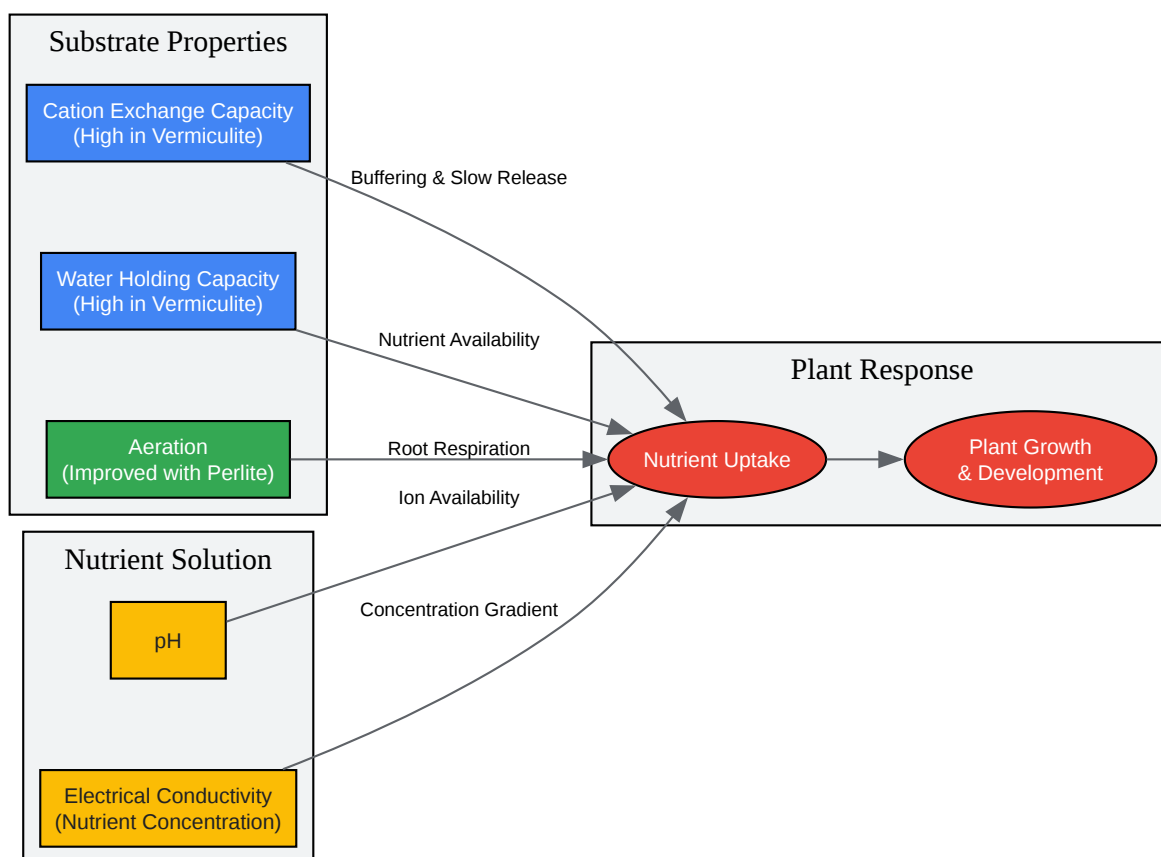 Substrate Properties
Cation Exchange Capacity
(High in Vermiculite)
Buffering & Slow Release
Water Holding Capacity
(High in Vermiculite)
Nutrient Availability
Aeration
(Improved with Perlite)
Root Respiration
Ion Availability
Plant Response
Nutrient Uptake
Plant Growth
& Development
Nutrient Solution
pH
Concentration Gradient
Electrical Conductivity
(Nutrient Concentration)